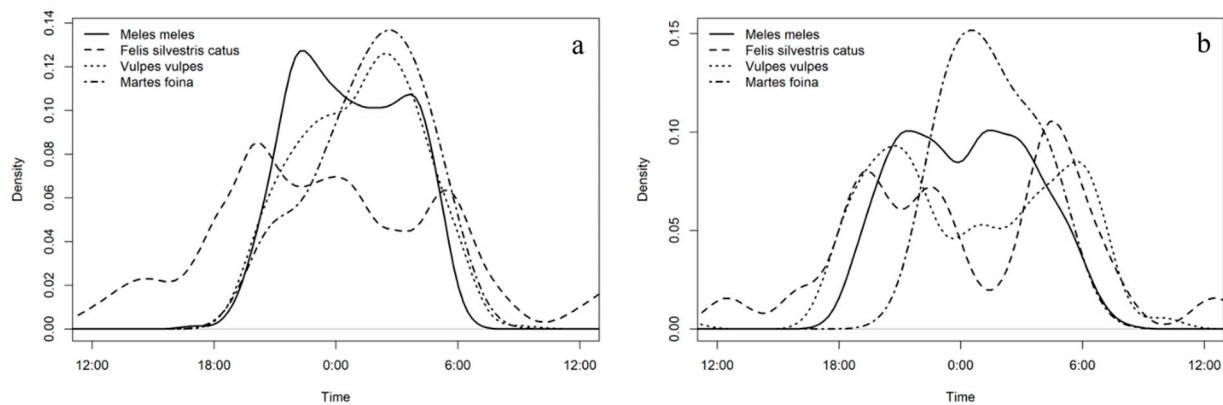 Meles meles
Felis silvestris catus
Vulpes vulpes
Martes foina
a
Density
0.00
0.02
0.04
0.06
0.08
0.10
0.12
0.14
12:00
18:00
0:00
6:00
12:00
Time
Meles meles
Felis silvestris catus
Vulpes vulpes
Martes foina
b
Density
0.00
0.05
0.10
0.15
12:00
18:00
0:00
6:00
12:00
Time